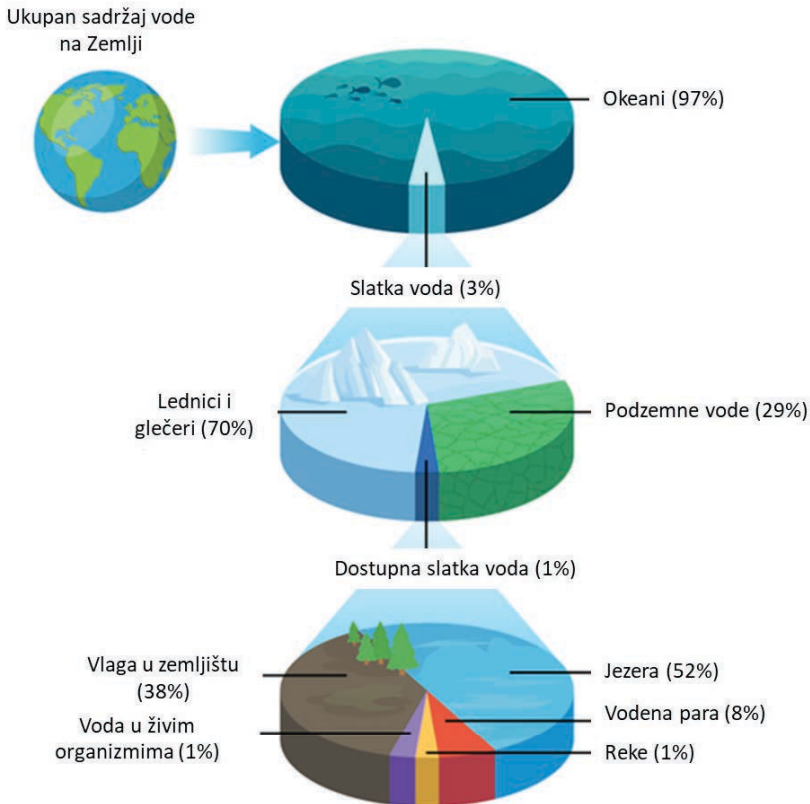 Ukupan sadržaj vode
na Zemlji
Okeani (97%)
Slatka voda (3%)
Lednici i
glečeri (70%)
Podzemne vode (29%)
Dostupna slatka voda (1%)
Vlaga u zemljištu
(38%)
Jezera (52%)
Vodena para (8%)
Voda u živim
organizmima (1%)
Reke (1%)